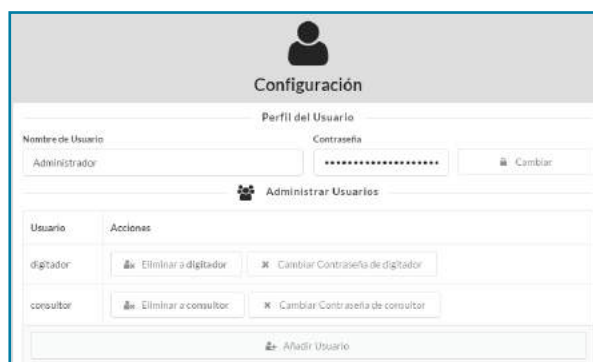 Configuración
Perfil del Usuario
Nombre de Usuario Contraseña
Administrador •••••••••••••••••••• Cambiar
Administrar Usuarios
Usuario Acciones
digitador Eliminar a digitador Cambiar Contraseña de digitador
consultor Eliminar a consultor Cambiar Contraseña de consultor
Añadir Usuario